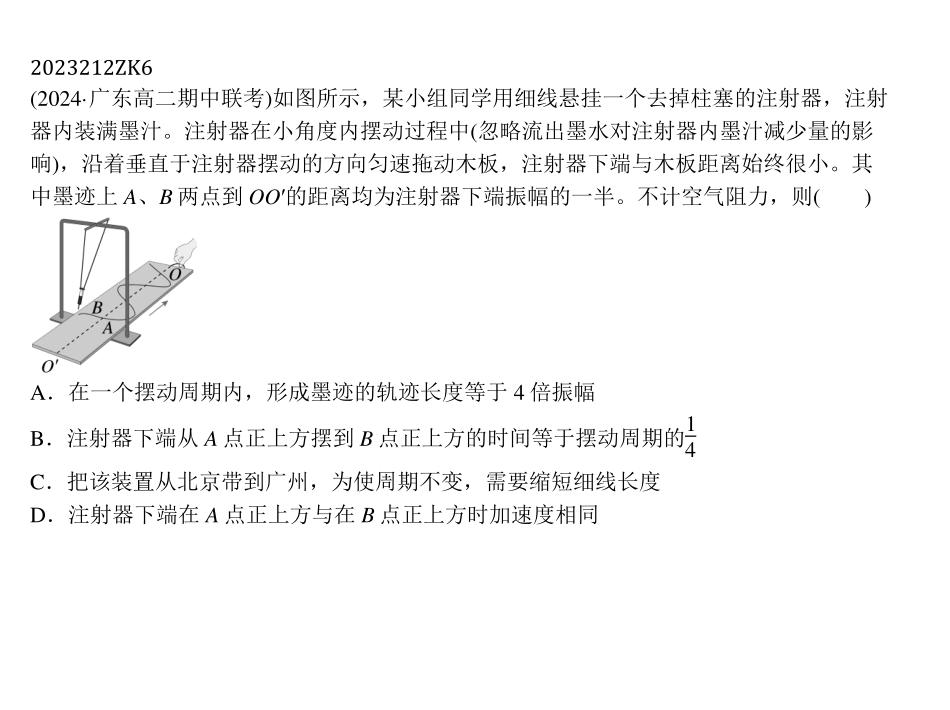 2023212ZK6
(2024·广东高二期中联考)如图所示，某小组同学用细线悬挂一个去掉柱塞的注射器，注射
器内装满墨汁。注射器在小角度内摆动过程中(忽略流出墨水对注射器内墨汁减少量的影
响)，沿着垂直于注射器摆动的方向匀速拖动木板，注射器下端与木板距离始终很小。其
中墨迹上 A、B 两点到 OO′的距离均为注射器下端振幅的一半。不计空气阻力，则(　　)
O
B
A
O′
A．在一个摆动周期内，形成墨迹的轨迹长度等于 4 倍振幅
B．注射器下端从 A 点正上方摆到 B 点正上方的时间等于摆动周期的1/4
C．把该装置从北京带到广州，为使周期不变，需要缩短细线长度
D．注射器下端在 A 点正上方与在 B 点正上方时加速度相同